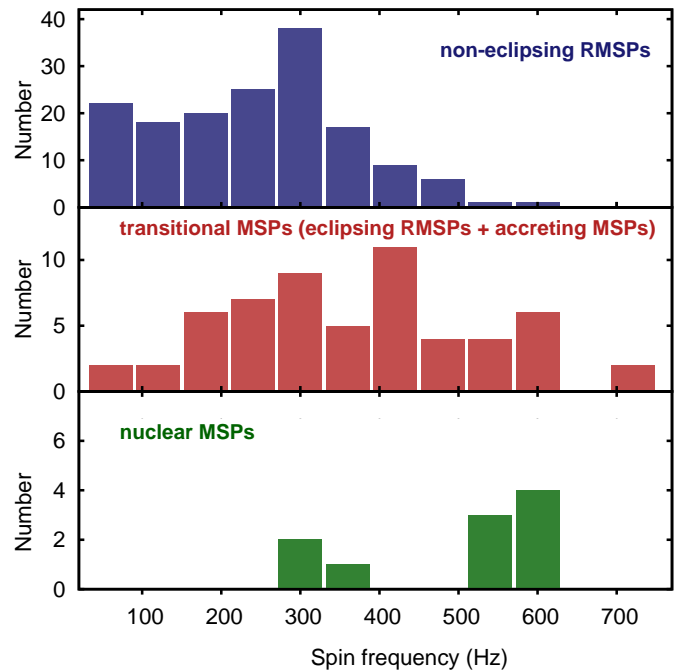 40
30
20
10
0
Number
non-eclipsing RMSPs
10
5
0
Number
transitional MSPs (eclipsing RMSPs + accreting MSPs)
6
4
2
0
Number
nuclear MSPs
100 200 300 400 500 600 700
Spin frequency (Hz)